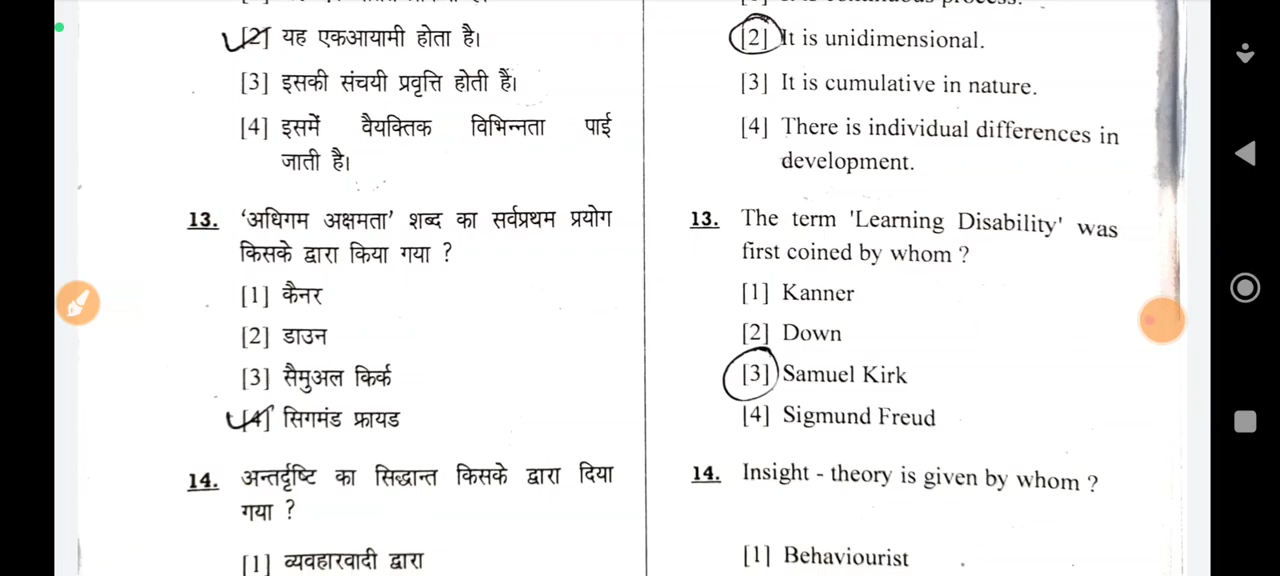 [2] यह एकआयामी होता है।
[3] इसकी संचयी प्रवृत्ति होती हैं।
[4] इसमें वैयक्तिक विभिन्नता पाई
जाती है।
13. ‘अधिगम अक्षमता’ शब्द का सर्वप्रथम प्रयोग
किसके द्वारा किया गया ?
[1] कैनर
[2] डाउन
[3] सैमुअल किर्क
[4] सिगमंड फ्रायड
14. अन्तर्दृष्टि का सिद्धान्त किसके द्वारा दिया
गया ?
[1] व्यवहारवादी द्वारा
[2] It is unidimensional.
[3] It is cumulative in nature.
[4] There is individual differences in
development.
13. The term 'Learning Disability' was
first coined by whom ?
[1] Kanner
[2] Down
[3] Samuel Kirk
[4] Sigmund Freud
14. Insight - theory is given by whom ?
[1] Behaviourist